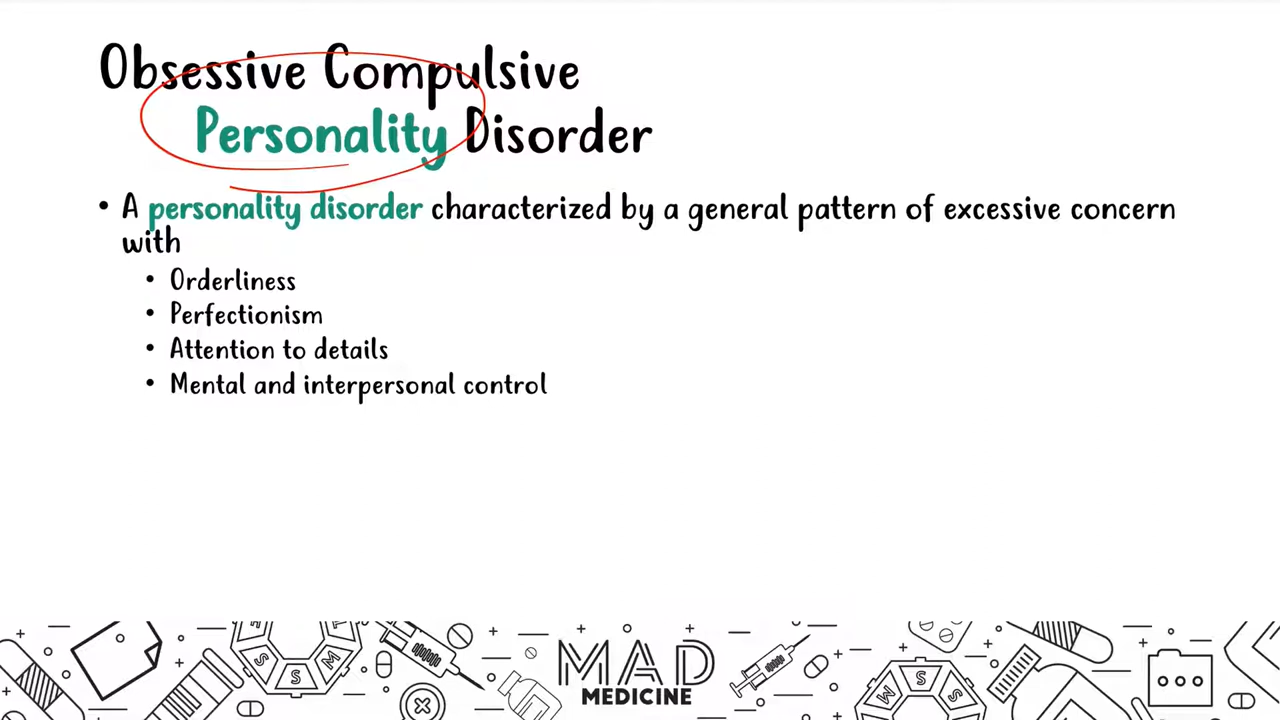 Obsessive Compulsive
Personality Disorder
• A personality disorder characterized by a general pattern of excessive concern
with
• Orderliness
• Perfectionism
• Attention to details
• Mental and interpersonal control
S S M
MAD
MEDICINE
M S S